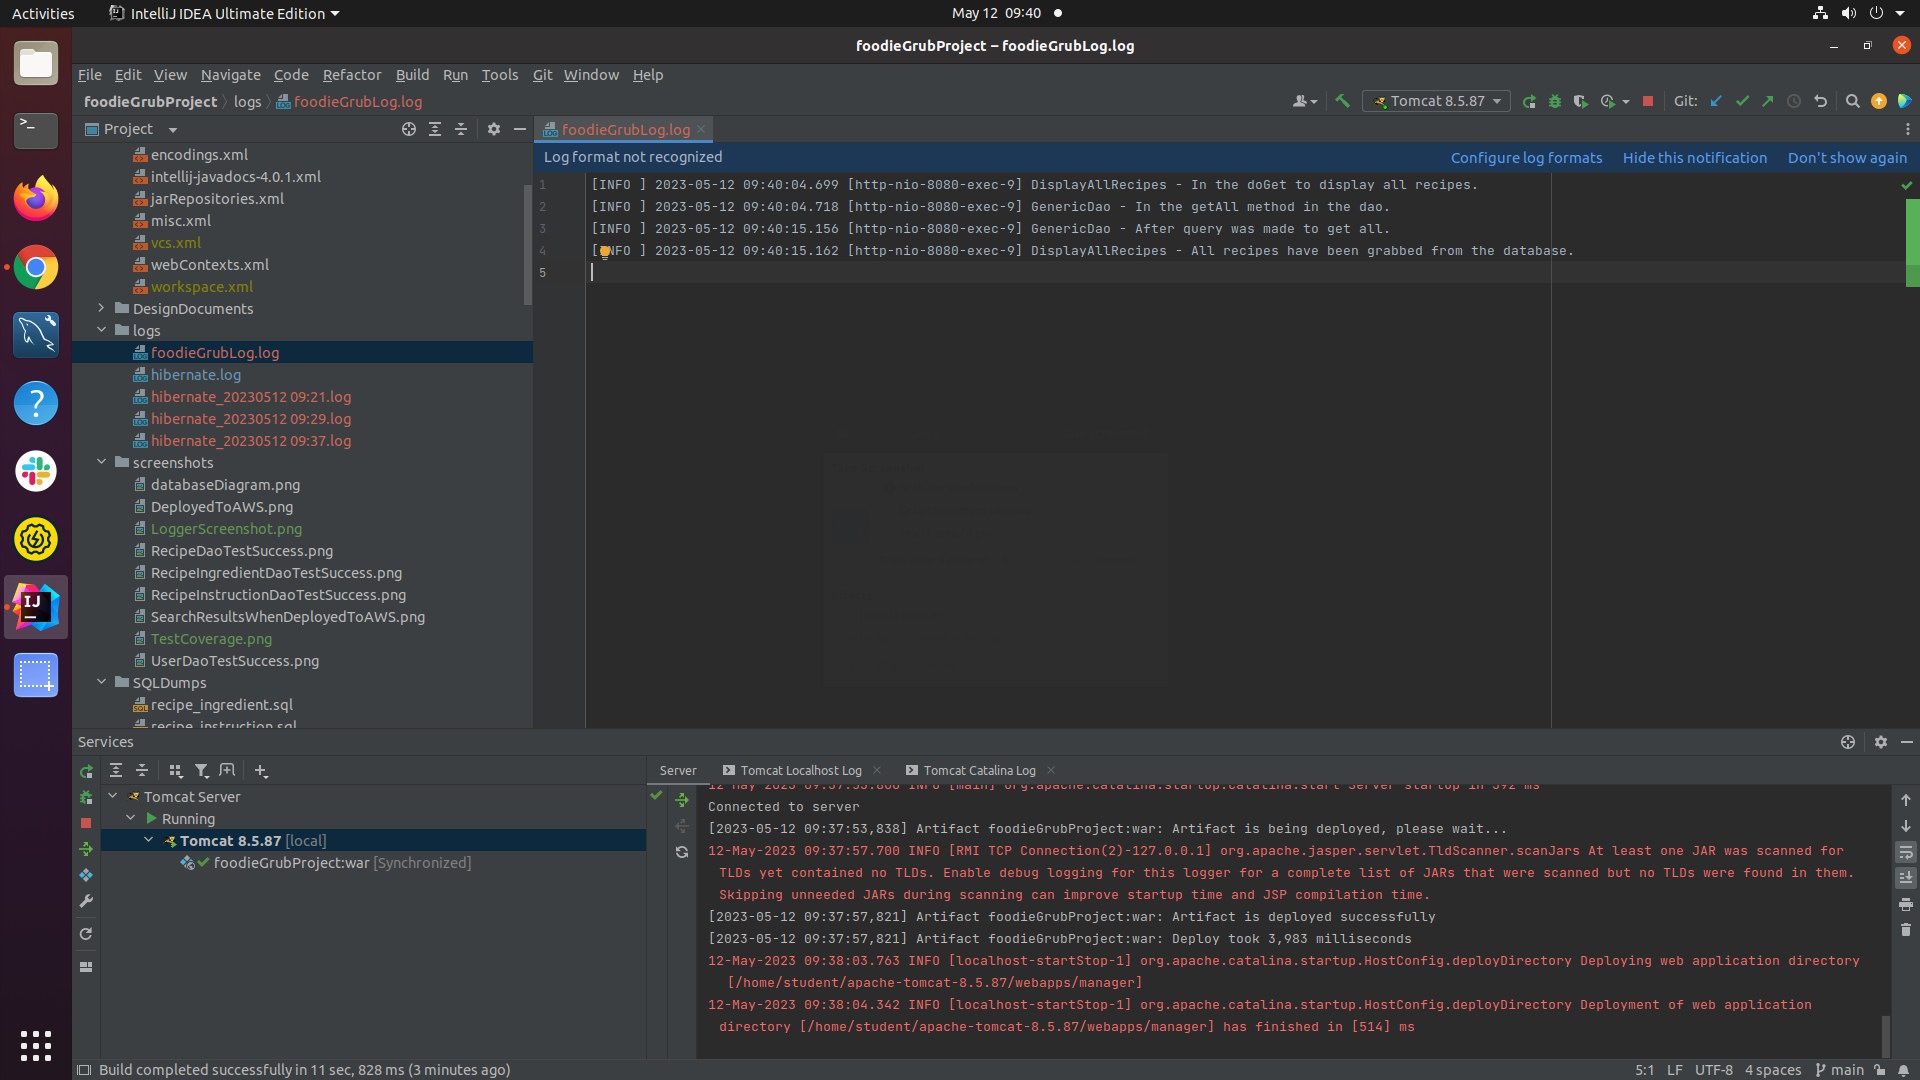 Activities
IntelliJ IDEA Ultimate Edition
May 12 09:40
foodieGrubProject – foodieGrubLog.log
File Edit View Navigate Code Refactor Build Run Tools Git Window Help
foodieGrubProject logs foodieGrubLog.log
Tomcat 8.5.87
Git:
Project
foodieGrubLog.log
encodings.xml
intellij-javadocs-4.0.1.xml
jarRepositories.xml
misc.xml
vcs.xml
webContexts.xml
workspace.xml
DesignDocuments
logs
foodieGrubLog.log
hibernate.log
hibernate_20230512 09:21.log
hibernate_20230512 09:29.log
hibernate_20230512 09:37.log
screenshots
databaseDiagram.png
DeployedToAWS.png
LoggerScreenshot.png
RecipeDaoTestSuccess.png
RecipeIngredientDaoTestSuccess.png
RecipeInstructionDaoTestSuccess.png
SearchResultsWhenDeployedToAWS.png
TestCoverage.png
UserDaoTestSuccess.png
SQLDumps
recipe_ingredient.sql
recipe_instruction.sql
Log format not recognized
Configure log formats Hide this notification Don't show again
1 [INFO ] 2023-05-12 09:40:04.699 [http-nio-8080-exec-9] DisplayAllRecipes - In the doGet to display all recipes.
2 [INFO ] 2023-05-12 09:40:04.718 [http-nio-8080-exec-9] GenericDao - In the getAll method in the dao.
3 [INFO ] 2023-05-12 09:40:15.156 [http-nio-8080-exec-9] GenericDao - After query was made to get all.
4 [INFO ] 2023-05-12 09:40:15.162 [http-nio-8080-exec-9] DisplayAllRecipes - All recipes have been grabbed from the database.
5
Services
Tomcat Server
Running
Tomcat 8.5.87 [local]
foodieGrubProject:war [Synchronized]
Server Tomcat Localhost Log Tomcat Catalina Log
Connected to server
[2023-05-12 09:37:53,838] Artifact foodieGrubProject:war: Artifact is being deployed, please wait...
12-May-2023 09:37:57.700 INFO [RMI TCP Connection(2)-127.0.0.1] org.apache.jasper.servlet.TldScanner.scanJars At least one JAR was scanned for
TLDs yet contained no TLDs. Enable debug logging for this logger for a complete list of JARs that were scanned but no TLDs were found in them.
Skipping unneeded JARs during scanning can improve startup time and JSP compilation time.
[2023-05-12 09:37:57,821] Artifact foodieGrubProject:war: Artifact is deployed successfully
[2023-05-12 09:37:57,821] Artifact foodieGrubProject:war: Deploy took 3,983 milliseconds
12-May-2023 09:38:03.763 INFO [localhost-startStop-1] org.apache.catalina.startup.HostConfig.deployDirectory Deploying web application directory
[/home/student/apache-tomcat-8.5.87/webapps/manager]
12-May-2023 09:38:04.342 INFO [localhost-startStop-1] org.apache.catalina.startup.HostConfig.deployDirectory Deployment of web application
directory [/home/student/apache-tomcat-8.5.87/webapps/manager] has finished in [514] ms
Build completed successfully in 11 sec, 828 ms (3 minutes ago)
5:1 LF UTF-8 4 spaces main